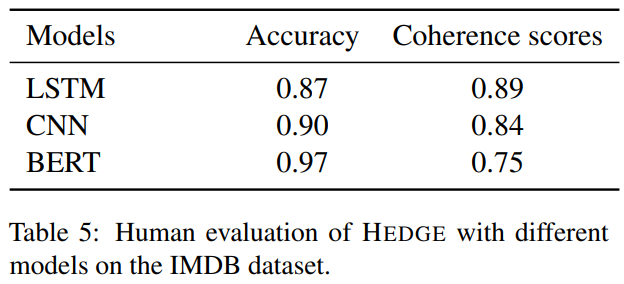 Models Accuracy Coherence scores
LSTM 0.87 0.89
CNN 0.90 0.84
BERT 0.97 0.75
Table 5: Human evaluation of HEDGE with different
models on the IMDB dataset.